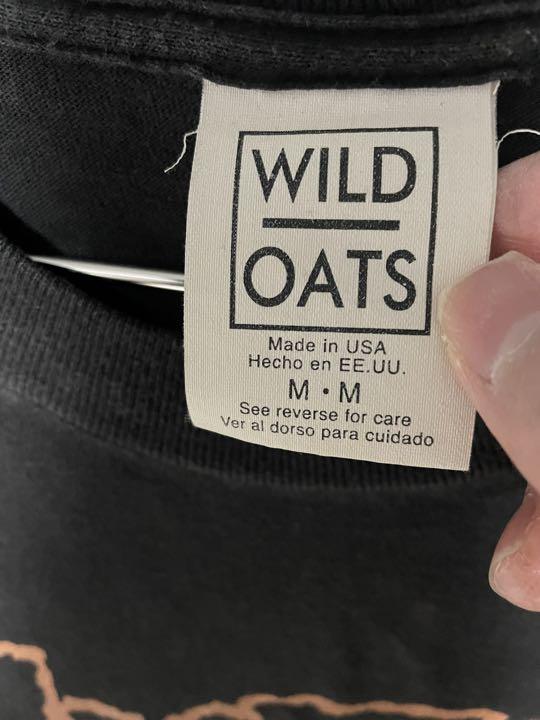 WILD
OATS
Made in USA
Hecho en EE.UU.
M • M
See reverse for care
Ver al dorso para cuidado